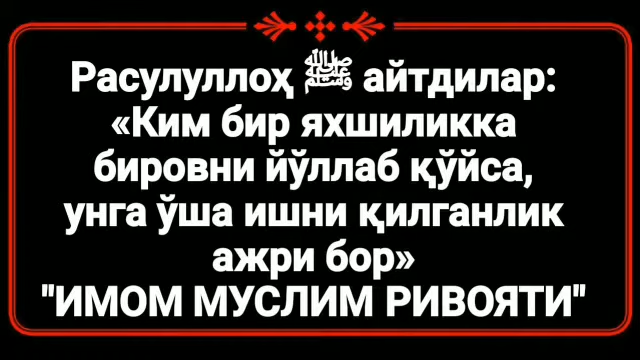 Расулуллоҳ ﷺ айтдилар:
«Ким бир яхшиликка
бировни йўллаб қўйса,
унга ўша ишни қилганлик
ажри бор»
"ИМОМ МУСЛИМ РИВОЯТИ"